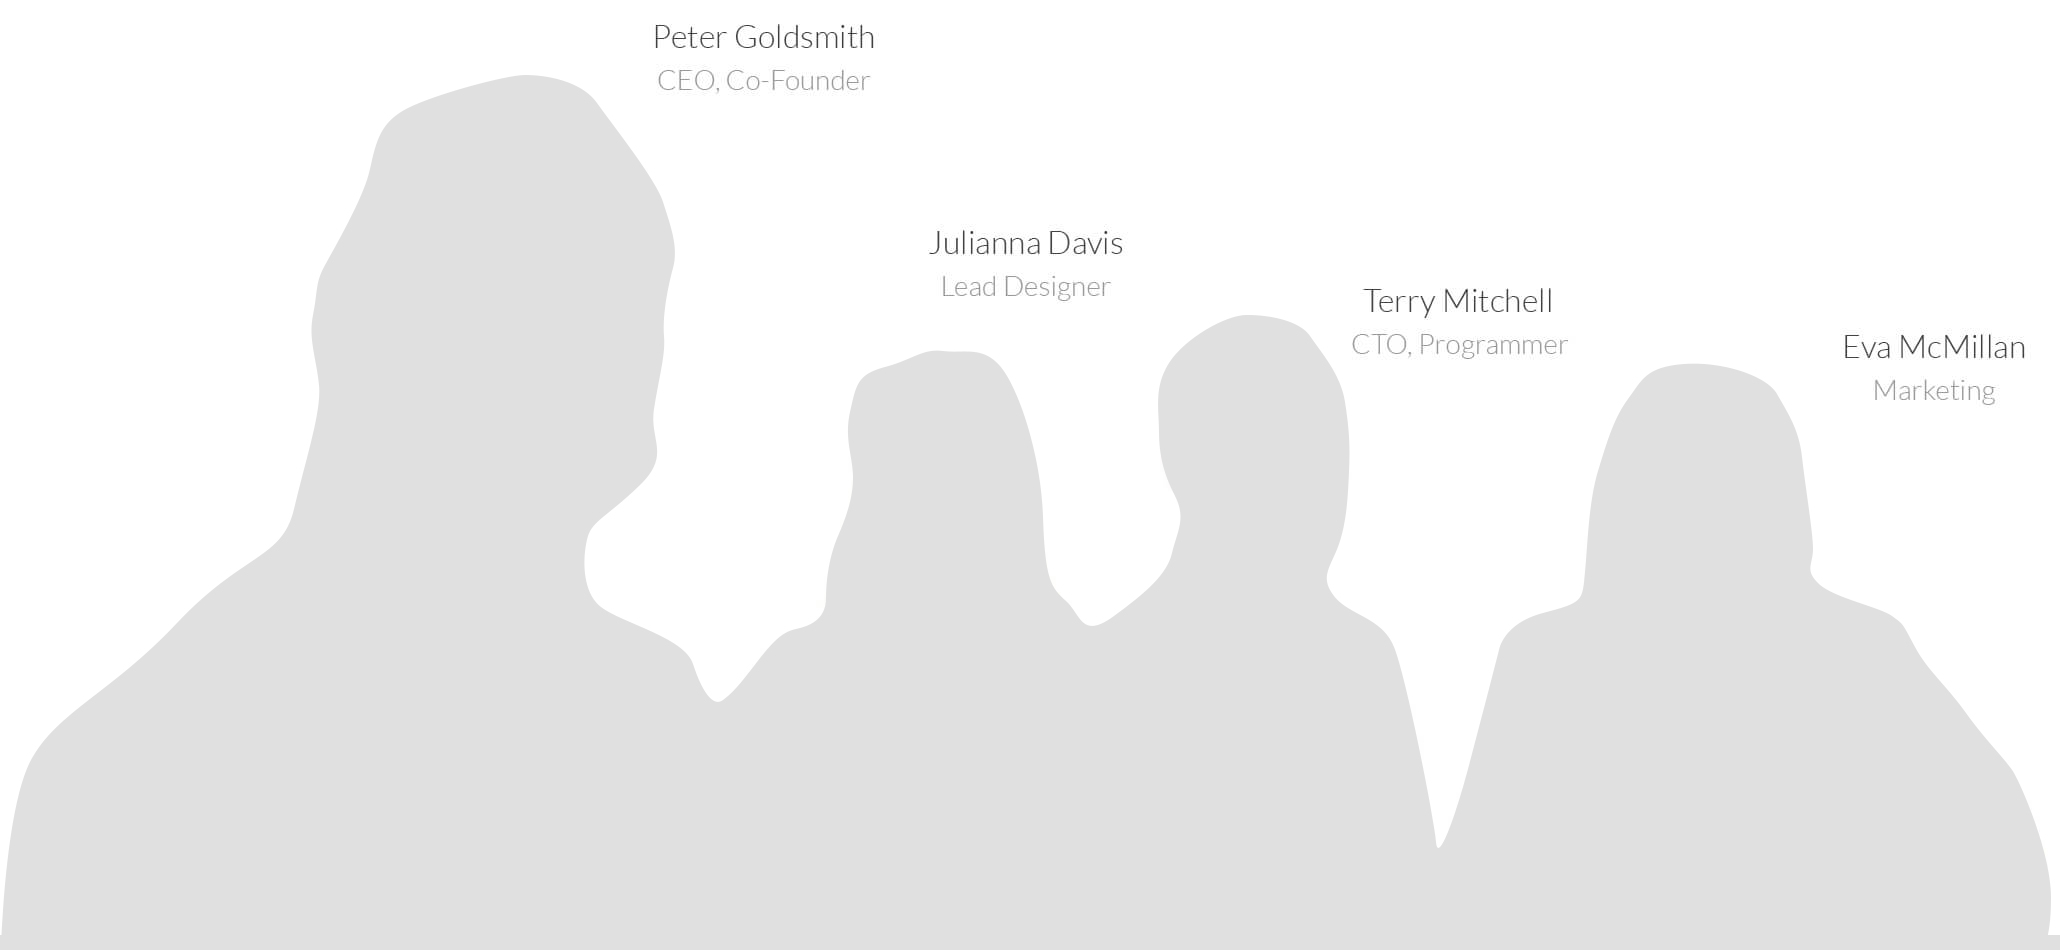 Peter Goldsmith
CEO, Co-Founder
Julianna Davis
Lead Designer
Terry Mitchell
CTO, Programmer
Eva McMillan
Marketing